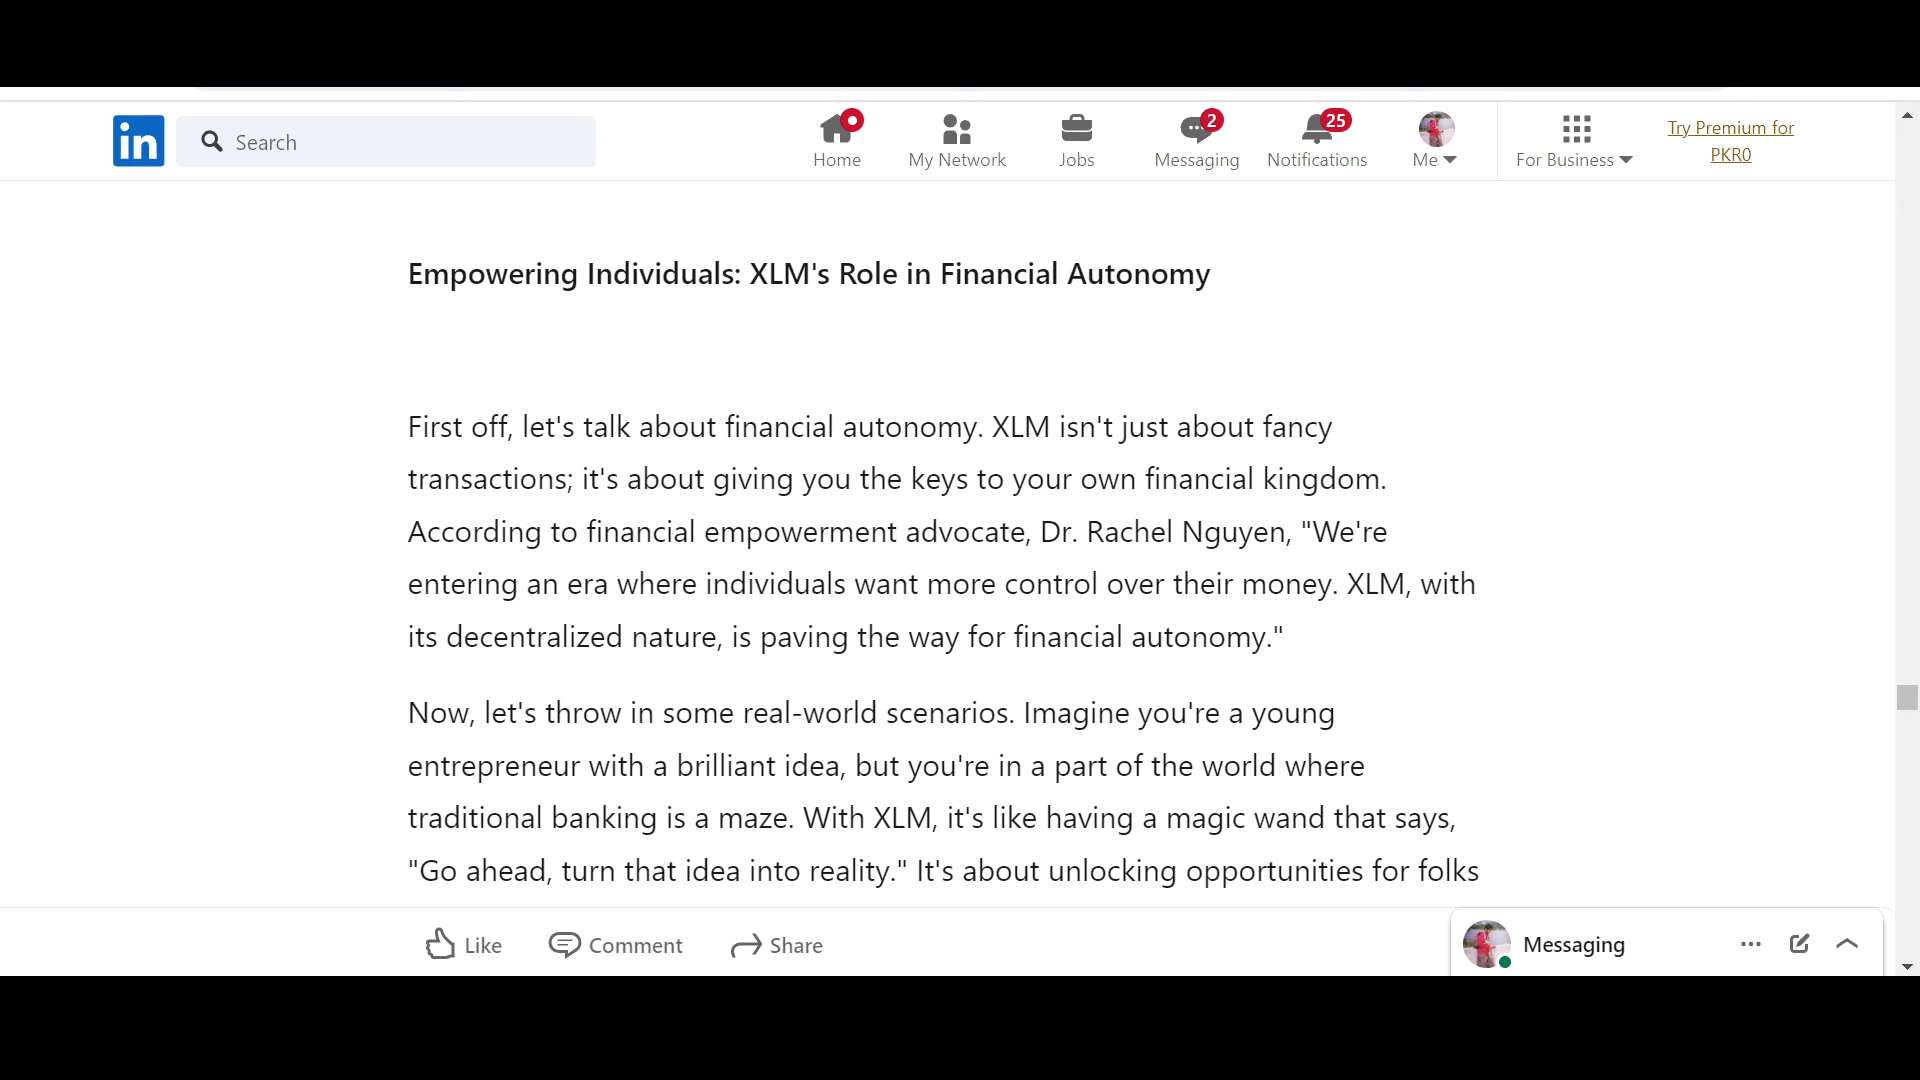 in
Search
Home
My Network
Jobs
2
Messaging
25
Notifications
Me
For Business
Try Premium for
PKR0
Empowering Individuals: XLM's Role in Financial Autonomy
First off, let's talk about financial autonomy. XLM isn't just about fancy
transactions; it's about giving you the keys to your own financial kingdom.
According to financial empowerment advocate, Dr. Rachel Nguyen, "We're
entering an era where individuals want more control over their money. XLM, with
its decentralized nature, is paving the way for financial autonomy."
Now, let's throw in some real-world scenarios. Imagine you're a young
entrepreneur with a brilliant idea, but you're in a part of the world where
traditional banking is a maze. With XLM, it's like having a magic wand that says,
"Go ahead, turn that idea into reality." It's about unlocking opportunities for folks
Like
Comment
Share
Messaging